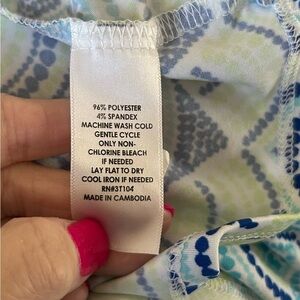 96% POLYESTER
4% SPANDEX
MACHINE WASH COLD
GENTLE CYCLE
ONLY NON-
CHLORINE BLEACH
IF NEEDED
LAY FLAT TO DRY
COOL IRON IF NEEDED
RN#3T104
MADE IN CAMBODIA